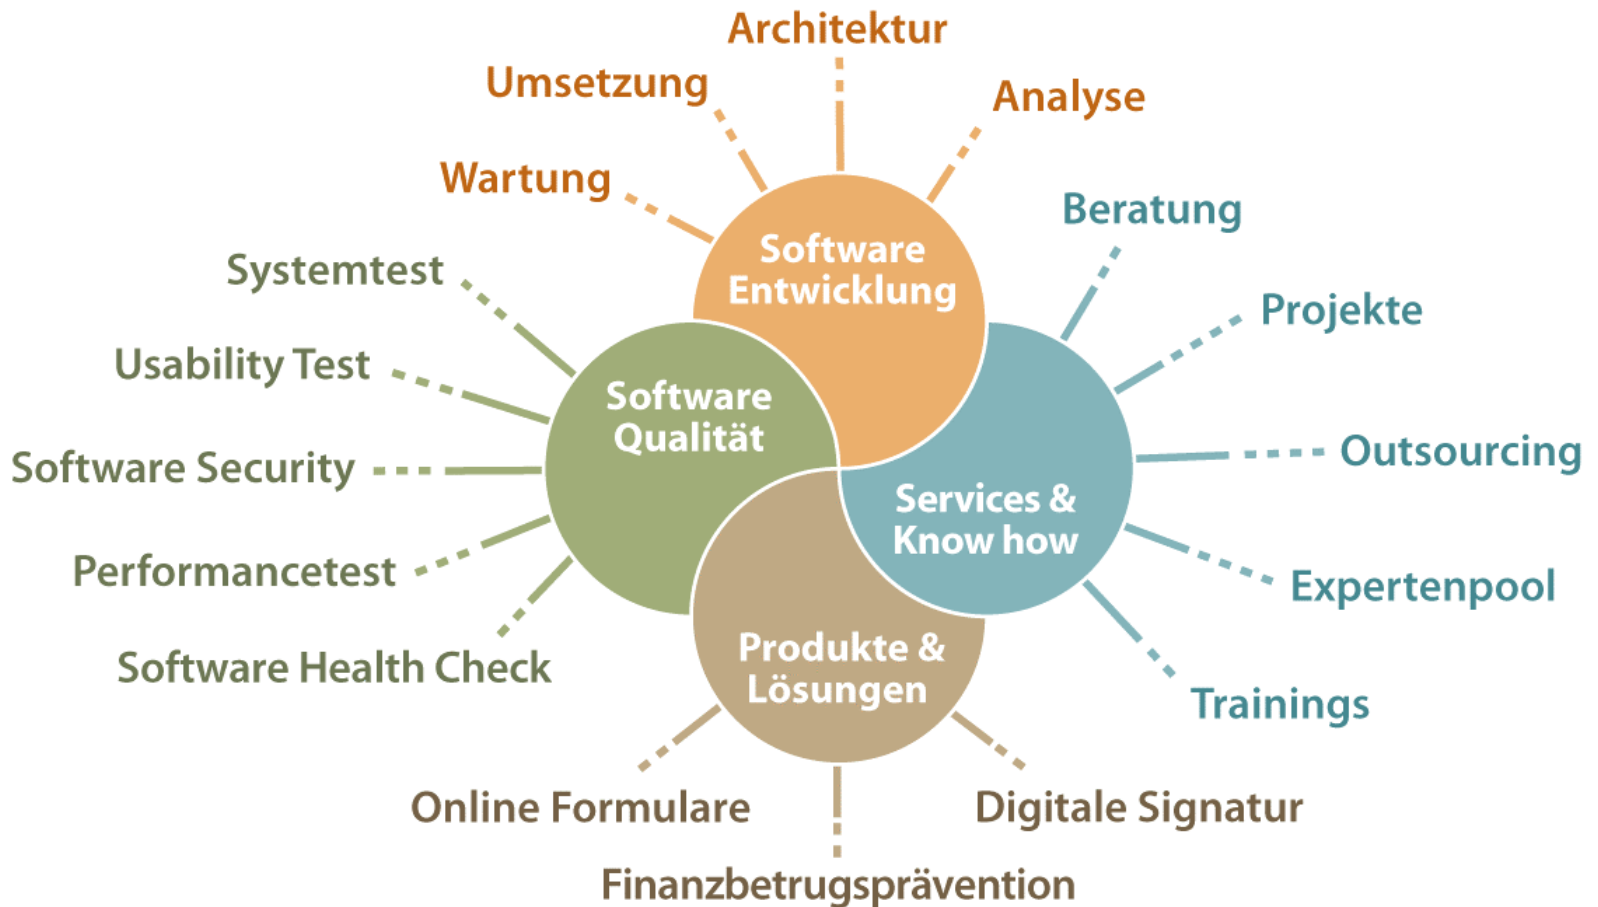 Architektur
Umsetzung
Analyse
Wartung
Beratung
Software
Entwicklung
Systemtest
Projekte
Usability Test
Software
Qualität
Software Security
Outsourcing
Services &
Know how
Performancetest
Expertenpool
Software Health Check
Produkte &
Lösungen
Trainings
Online Formulare
Digitale Signatur
Finanzbetrugsprävention